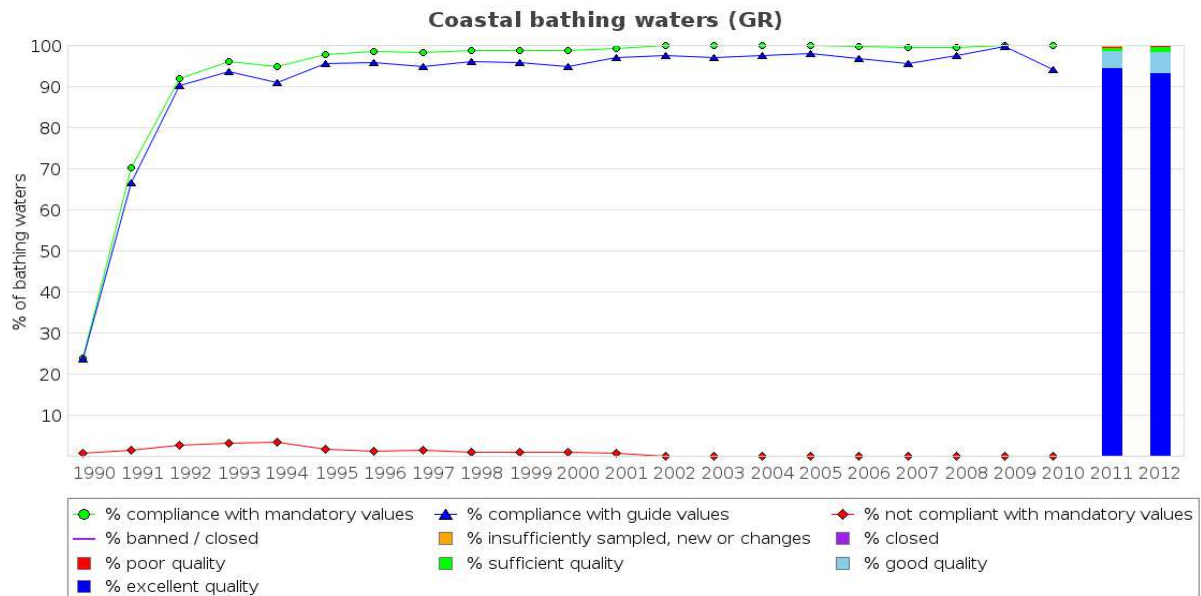 Coastal bathing waters (GR)
100
90
80
70
60
50
40
30
20
10
% of bathing waters
1990 1991 1992 1993 1994 1995 1996 1997 1998 1999 2000 2001 2002 2003 2004 2005 2006 2007 2008 2009 2010 2011 2012
% compliance with mandatory values % compliance with guide values % not compliant with mandatory values
% banned / closed % insufficiently sampled, new or changes % closed
% poor quality % sufficient quality % good quality
% excellent quality